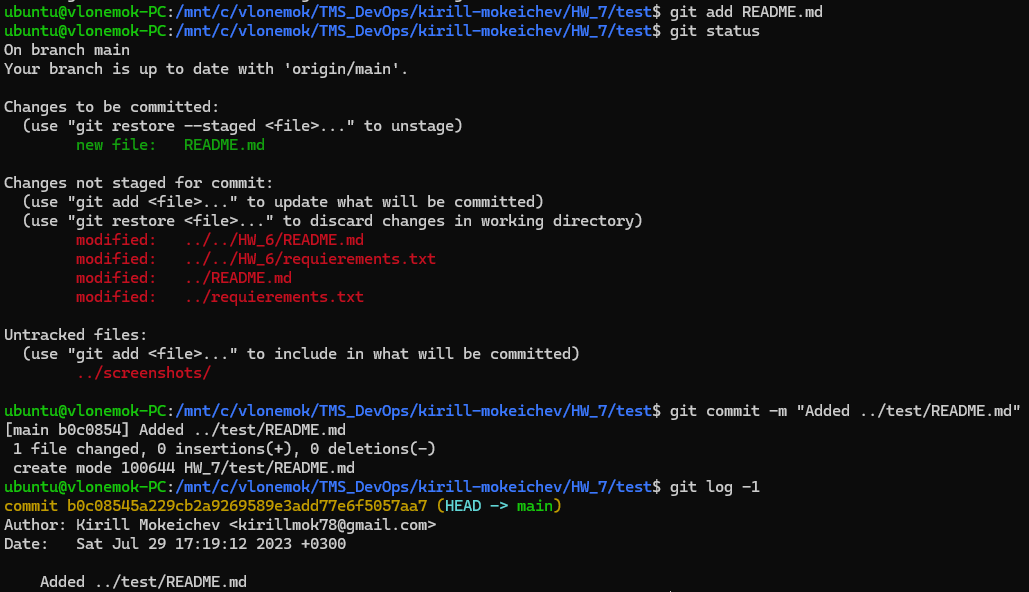 ubuntu@vlonemok-PC:/mnt/c/vlonemok/TMS_DevOps/kirill-mokeichev/HW_7/test$ git add README.md
ubuntu@vlonemok-PC:/mnt/c/vlonemok/TMS_DevOps/kirill-mokeichev/HW_7/test$ git status
On branch main
Your branch is up to date with 'origin/main'.

Changes to be committed:
  (use "git restore --staged <file>..." to unstage)
        new file:   README.md

Changes not staged for commit:
  (use "git add <file>..." to update what will be committed)
  (use "git restore <file>..." to discard changes in working directory)
        modified:   ../../HW_6/README.md
        modified:   ../../HW_6/requierements.txt
        modified:   ../README.md
        modified:   ../requierements.txt

Untracked files:
  (use "git add <file>..." to include in what will be committed)
        ../screenshots/

ubuntu@vlonemok-PC:/mnt/c/vlonemok/TMS_DevOps/kirill-mokeichev/HW_7/test$ git commit -m "Added ../test/README.md"
[main b0c0854] Added ../test/README.md
 1 file changed, 0 insertions(+), 0 deletions(-)
 create mode 100644 HW_7/test/README.md
ubuntu@vlonemok-PC:/mnt/c/vlonemok/TMS_DevOps/kirill-mokeichev/HW_7/test$ git log -1
commit b0c08545a229cb2a9269589e3add77e6f5057aa7 (HEAD -> main)
Author: Kirill Mokeichev <kirillmok78@gmail.com>
Date:   Sat Jul 29 17:19:12 2023 +0300

    Added ../test/README.md